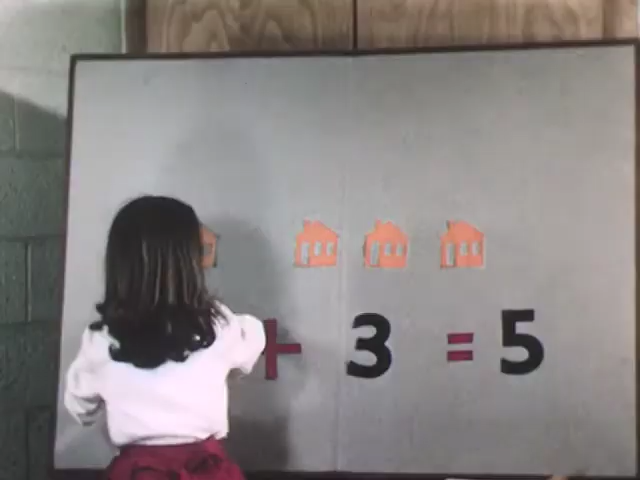 + 3 = 5